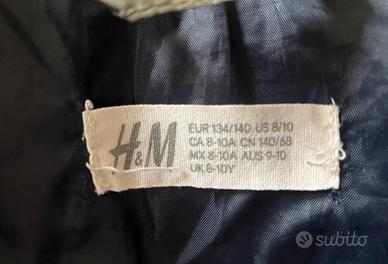 H&M
EUR 134/140 US 8/10
CA 8-10A CN 140/68
MX 8-10A AUS 9-10
UK 8-10Y
subito